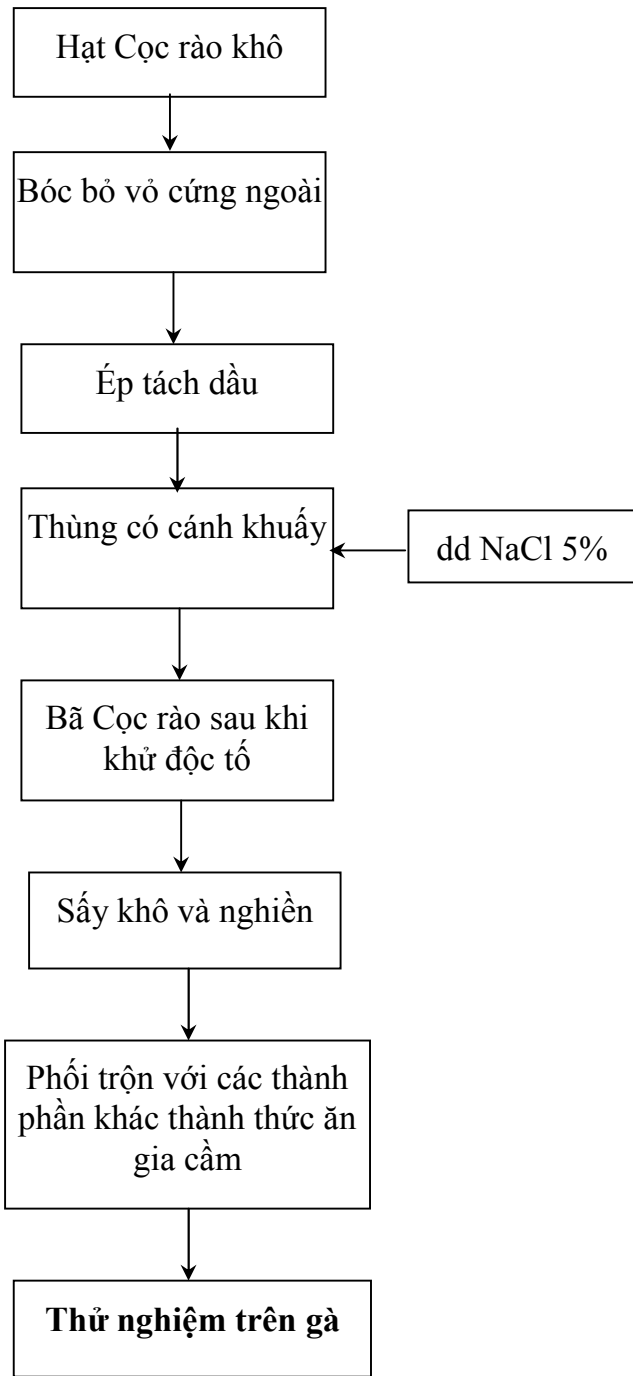 Hạt Cọc rào khô
Bóc bỏ vỏ cứng ngoài
Ép tách dầu
Thùng có cánh khuấy
dd NaCl 5%
Bã Cọc rào sau khi
khử độc tố
Sấy khô và nghiền
Phối trộn với các thành
phần khác thành thức ăn
gia cầm
Thử nghiệm trên gà